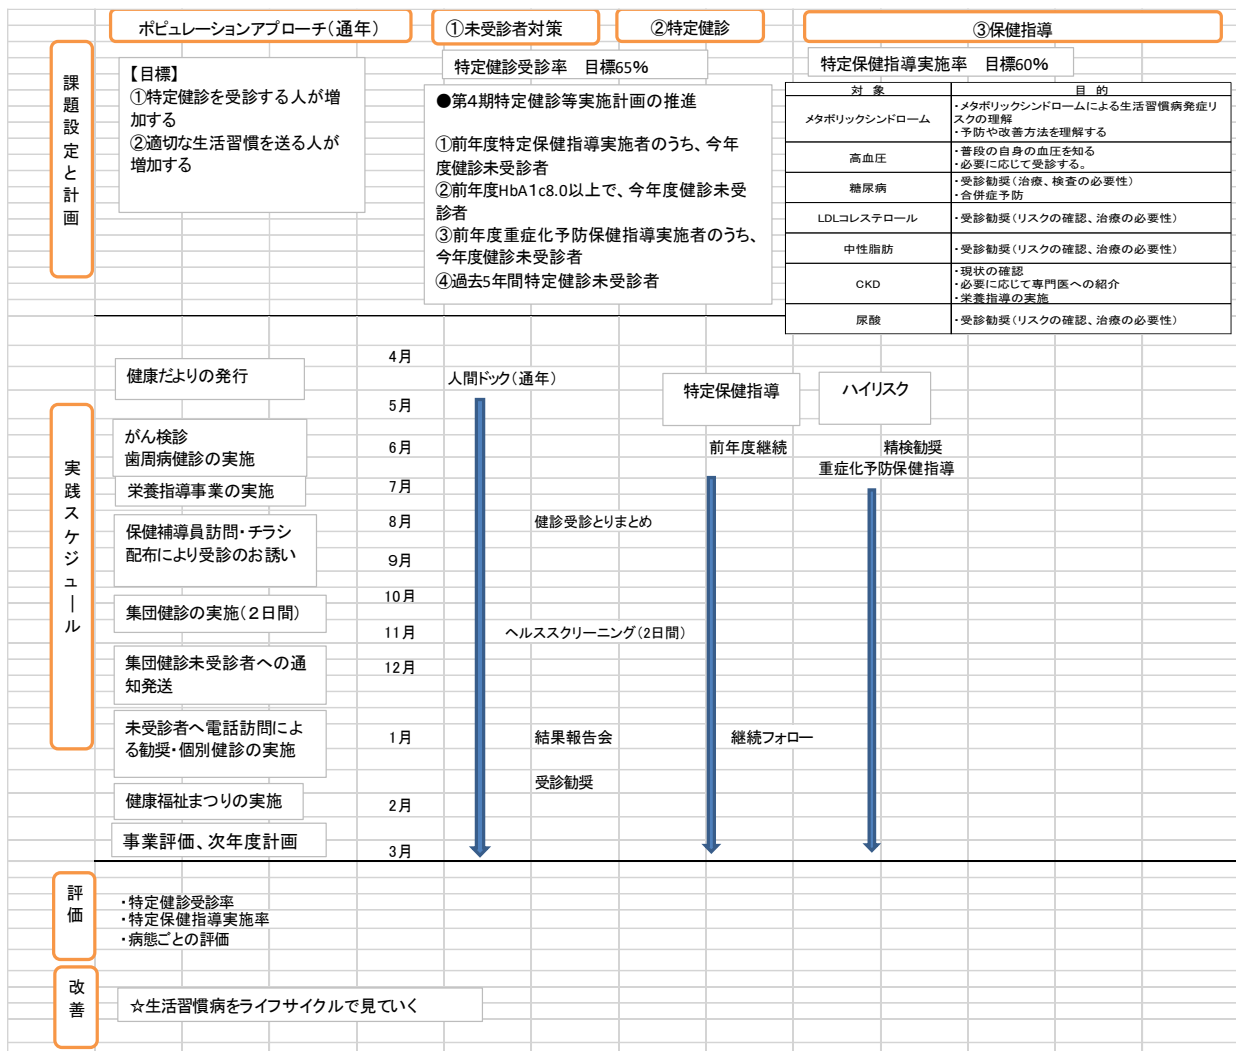 ポピュレーションアプローチ(通年)
①未受診者対策
②特定健診
③保健指導
課題設定と計画
【目標】
①特定健診を受診する人が増
加する
②適切な生活習慣を送る人が
増加する
特定健診受診率　目標65%
●第4期特定健診等実施計画の推進
①前年度特定保健指導実施者のうち、今年
度健診未受診者
②前年度HbA1c8.0以上で、今年度健診未受
診者
③前年度重症化予防保健指導実施者のうち、
今年度健診未受診者
④過去5年間特定健診未受診者
特定保健指導実施率　目標60%
対　象　目　的
メタボリックシンドローム
・メタボリックシンドロームによる生活習慣病発症リ
スクの理解
・予防や改善方法を理解する
高血圧
・普段の自身の血圧を知る
・必要に応じて受診する。
糖尿病
・受診勧奨(治療、検査の必要性)
・合併症予防
LDLコレステロール
・受診勧奨(リスクの確認、治療の必要性)
中性脂肪
・受診勧奨(リスクの確認、治療の必要性)
CKD
・現状の確認
・必要に応じて専門医への紹介
・栄養指導の実施
尿酸
・受診勧奨(リスクの確認、治療の必要性)
実践スケジュール
健康だよりの発行
がん検診
歯周病健診の実施
栄養指導事業の実施
保健補導員訪問・チラシ
配布により受診のお誘い
集団健診の実施(2日間)
集団健診未受診者への通
知発送
未受診者へ電話訪問によ
る勧奨・個別健診の実施
健康福祉まつりの実施
事業評価、次年度計画
4月
5月
6月
7月
8月
9月
10月
11月
12月
1月
2月
3月
人間ドック(通年)
健診受診とりまとめ
ヘルススクリーニング(2日間)
結果報告会
受診勧奨
特定保健指導
前年度継続
継続フォロー
ハイリスク
精検勧奨
重症化予防保健指導
評価
・特定健診受診率
・特定保健指導実施率
・病態ごとの評価
改善
☆生活習慣病をライフサイクルで見ていく